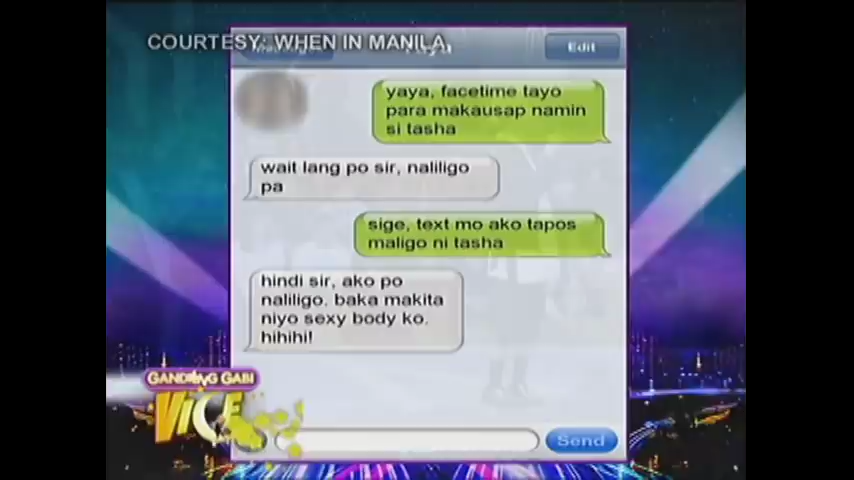 COURTESY: WHEN IN MANILA
Edit
yaya, facetime tayo
para makausap namin
si tasha
wait lang po sir, naliligo
pa
sige, text mo ako tapos
maligo ni tasha
hindi sir, ako po
naliligo. baka makita
niyo sexy body ko.
hihihi!
GANDANG GABI
VICE
Send